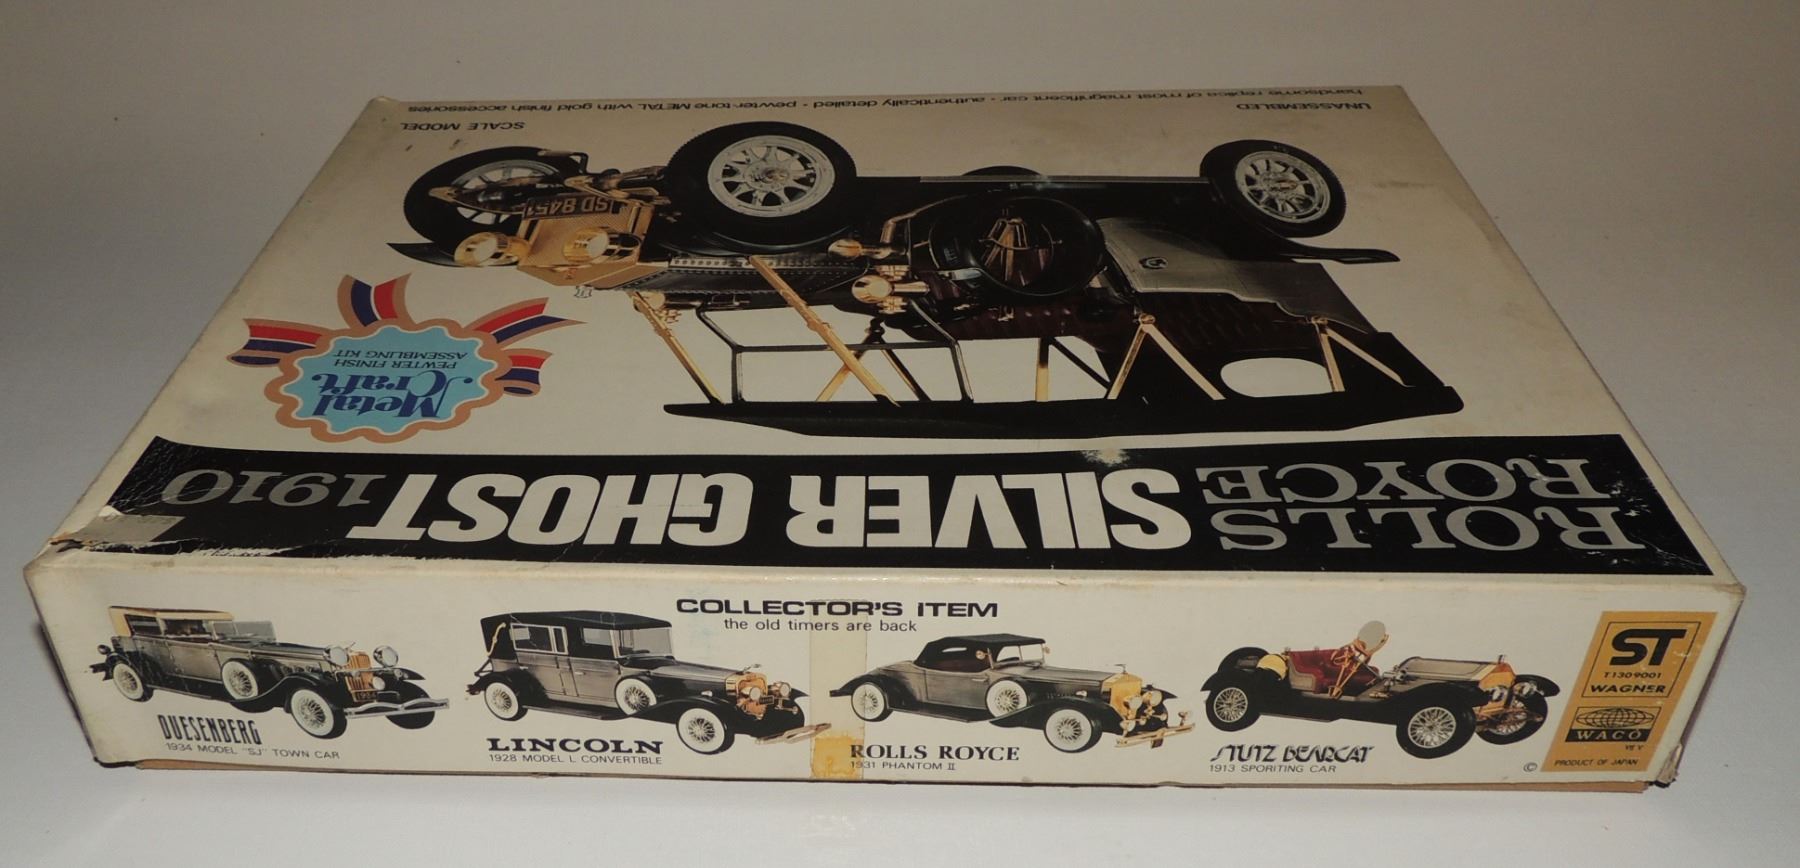 handsome replica of most magnificent car • authentically detailed • pewter-tone METAL with gold finish accessories
UNASSEMBLED
SCALE MODEL
SD 8451
Metal
Craft
PEWTER FINISH
ASSEMBLING KIT
ROLLS
ROYCE
SILVER GHOST 1910
COLLECTOR'S ITEM
the old timers are back
DUESENBERG
1934 MODEL "SJ" TOWN CAR
LINCOLN
1928 MODEL L CONVERTIBLE
ROLLS ROYCE
1931 PHANTOM II
STUTZ BEARCAT
1913 SPORITING CAR
ST
T1309001
WAGNER
WACO
©
PRODUCT OF JAPAN